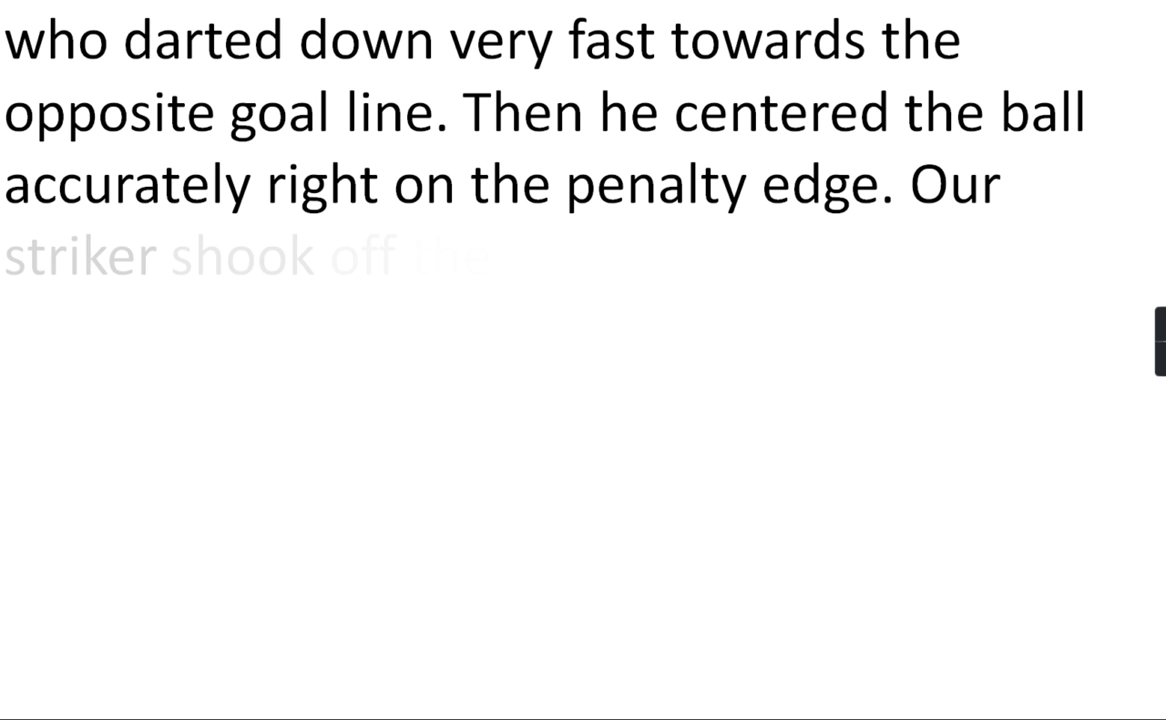 who darted down very fast towards the
opposite goal line. Then he centered the ball
accurately right on the penalty edge. Our
striker shook off the